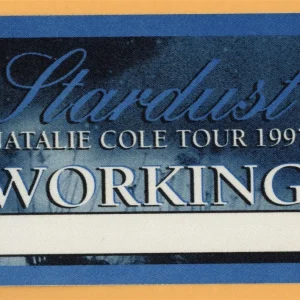 Stardust
NATALIE COLE TOUR 1997
WORKING